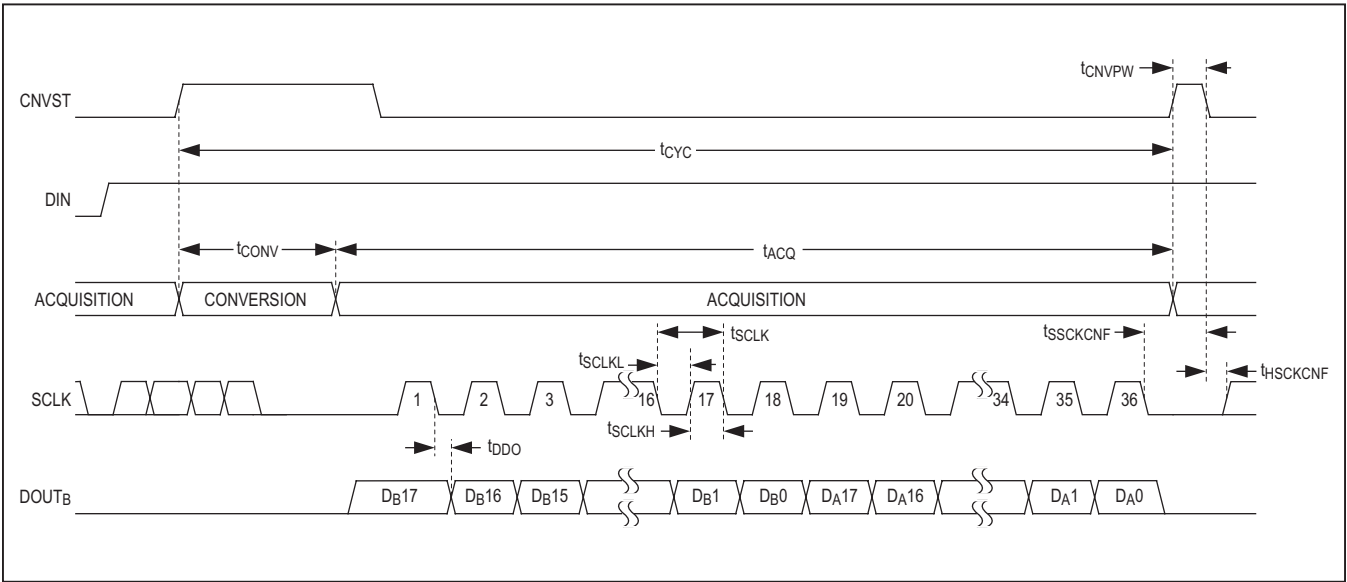 tCNVPW
CNVST
tCYC
DIN
tCONV
tACQ
ACQUISITION
CONVERSION
ACQUISITION
tSCLK
tSSCKCNF
tSCLKL
tHSCKCNF
SCLK
1
2
3
16
17
18
19
20
34
35
36
tSCLKH
tDDO
DOUTB
DB17
DB16
DB15
DB1
DB0
DA17
DA16
DA1
DA0